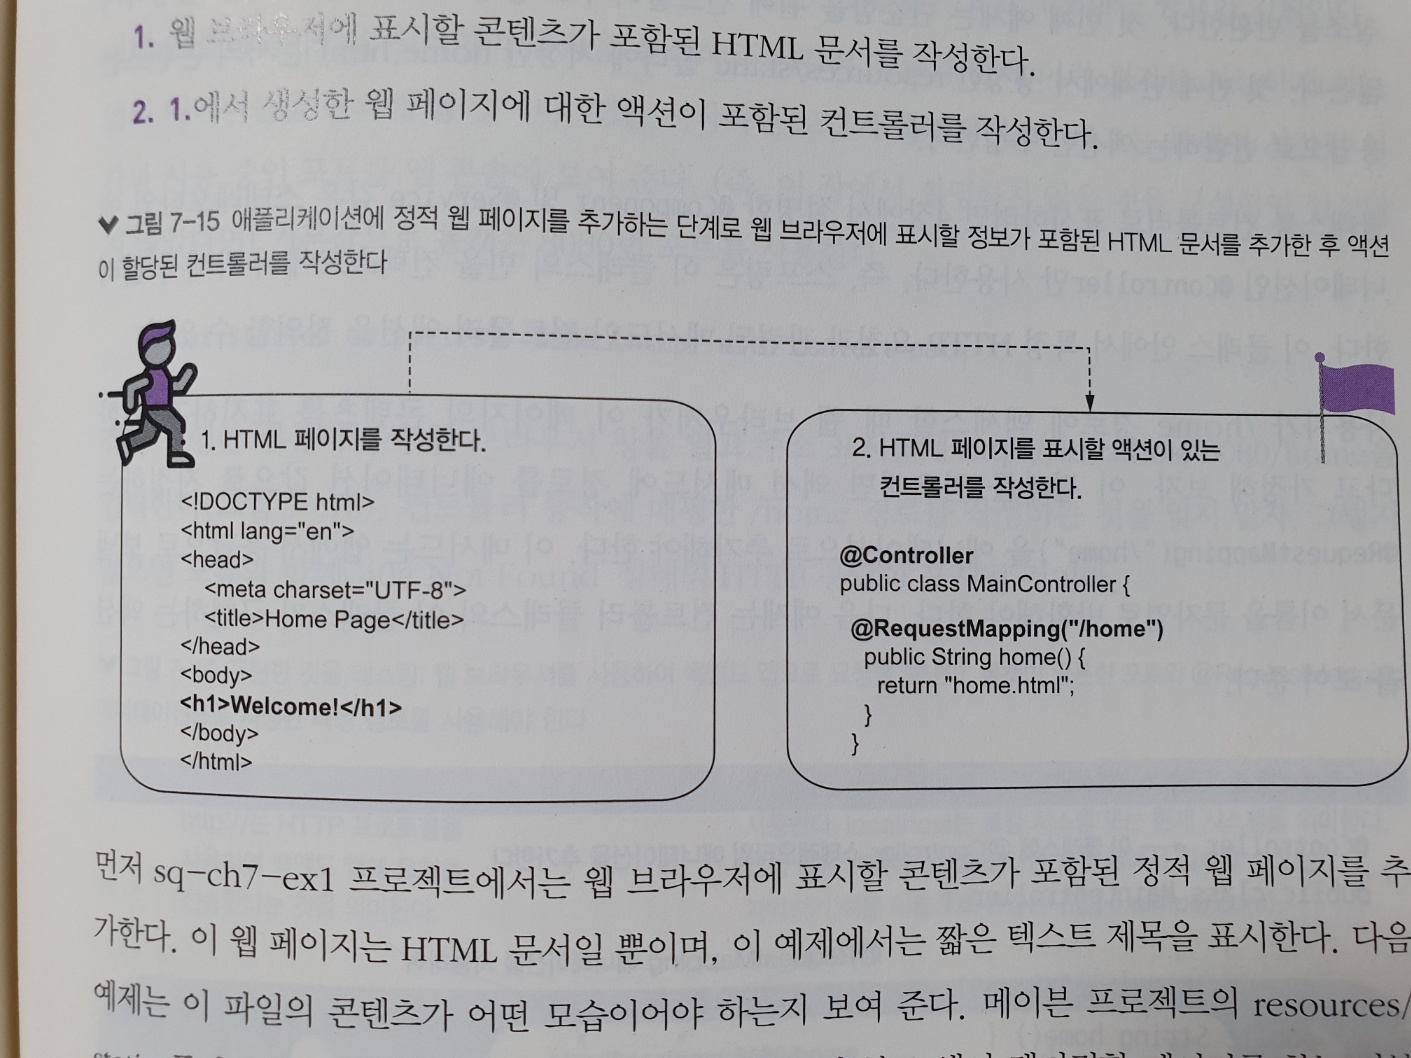 1. 웹 브라우저에 표시할 콘텐츠가 포함된 HTML 문서를 작성한다.
2. 1.에서 생성한 웹 페이지에 대한 액션이 포함된 컨트롤러를 작성한다.
그림 7-15 애플리케이션에 정적 웹 페이지를 추가하는 단계로 웹 브라우저에 표시할 정보가 포함된 HTML 문서를 추가한 후 액션
이 할당된 컨트롤러를 작성한다
1. HTML 페이지를 작성한다.
<!DOCTYPE html>
<html lang="en">
<head>
<meta charset="UTF-8">
<title>Home Page</title>
</head>
<body>
<h1>Welcome!</h1>
</body>
</html>
2. HTML 페이지를 표시할 액션이 있는
컨트롤러를 작성한다.
@Controller
public class MainController {
@RequestMapping("/home")
public String home() {
return "home.html";
}
}
먼저 sq-ch7-ex1 프로젝트에서는 웹 브라우저에 표시할 콘텐츠가 포함된 정적 웹 페이지를 추
가한다. 이 웹 페이지는 HTML 문서일 뿐이며, 이 예제에서는 짧은 텍스트 제목을 표시한다. 다음
예제는 이 파일의 콘텐츠가 어떤 모습이어야 하는지 보여 준다. 메이븐 프로젝트의 resources/